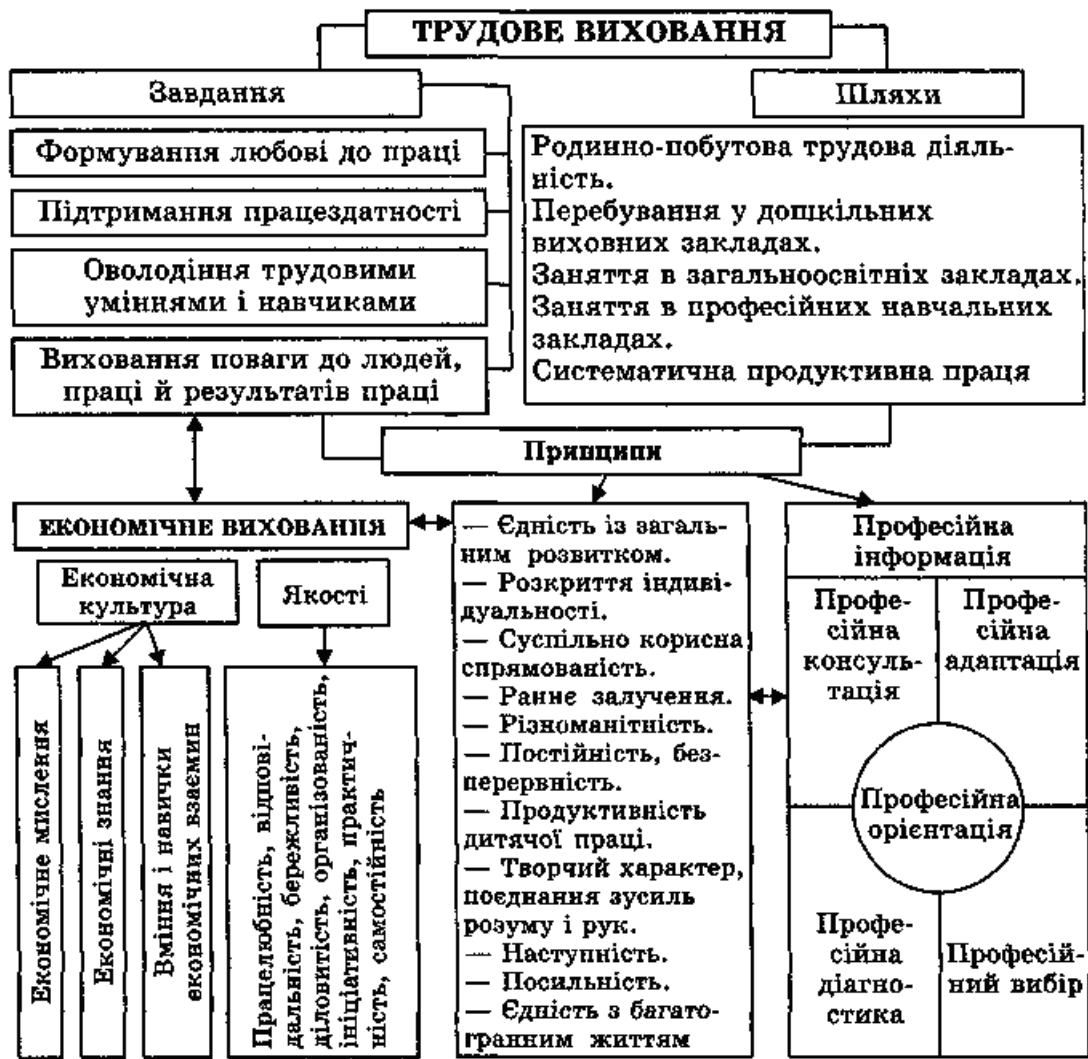 ТРУДОВЕ ВИХОВАННЯ
Завдання
Шляхи
Формування любові до праці
Підтримання працездатності
Оволодіння трудовими
уміннями і навчиками
Виховання поваги до людей,
праці й результатів праці
Родинно-побутова трудова діяль-
ність.
Перебування у дошкільних
виховних закладах.
Заняття в загальноосвітніх закладах.
Заняття в професійних навчальних
закладах.
Систематична продуктивна праця
Принципи
ЕКОНОМІЧНЕ ВИХОВАННЯ
Економічна
культура
Якості
Економічне мислення
Економічні знання
Вміння і навички
економічних взаємин
Працелюбність, відпові-
дальність, бережливість,
діловитість, організованість,
ініціативність, практич-
ність, самостійність
— Єдність із загаль-
ним розвитком.
— Розкриття індиві-
дуальності.
— Суспільно корисна
спрямованість.
— Раннє залучення.
— Різноманітність.
— Постійність, без-
перервність.
— Продуктивність
дитячої праці.
— Творчий характер,
поєднання зусиль
розуму і рук.
— Наступність.
— Посильність.
— Єдність з багато-
гранним життям
Професійна
інформація
Профе-
сійна
консуль-
тація
Профе-
сійна
адаптація
Професійна
орієнтація
Профе-
сійна
діагно-
стика
Професій-
ний вибір